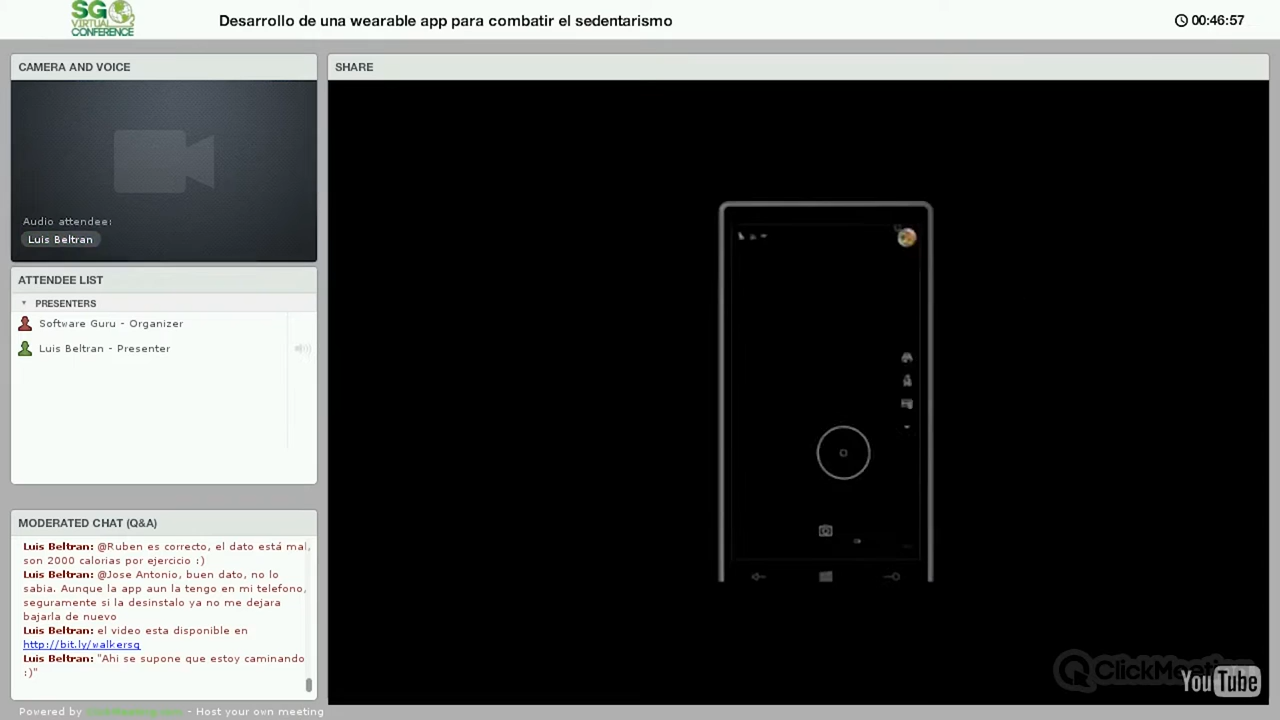 SG
VIRTUAL
CONFERENCE
Desarrollo de una wearable app para combatir el sedentarismo
00:46:57
CAMERA AND VOICE
Audio attendee:
Luis Beltran
ATTENDEE LIST
PRESENTERS
Software Guru - Organizer
Luis Beltran - Presenter
MODERATED CHAT (Q&A)
Luis Beltran: @Ruben es correcto, el dato está mal,
son 2000 calorias por ejercicio :)
Luis Beltran: @Jose Antonio, buen dato, no lo
sabia. Aunque la app aun la tengo en mi telefono,
seguramente si la desinstalo ya no me dejara
bajarla de nuevo
Luis Beltran: el video esta disponible en
http://bit.ly/walkersg
Luis Beltran: "Ahi se supone que estoy caminando
:)"
SHARE
ClickMeeting
YouTube
Powered by ClickMeeting.com - Host your own meeting